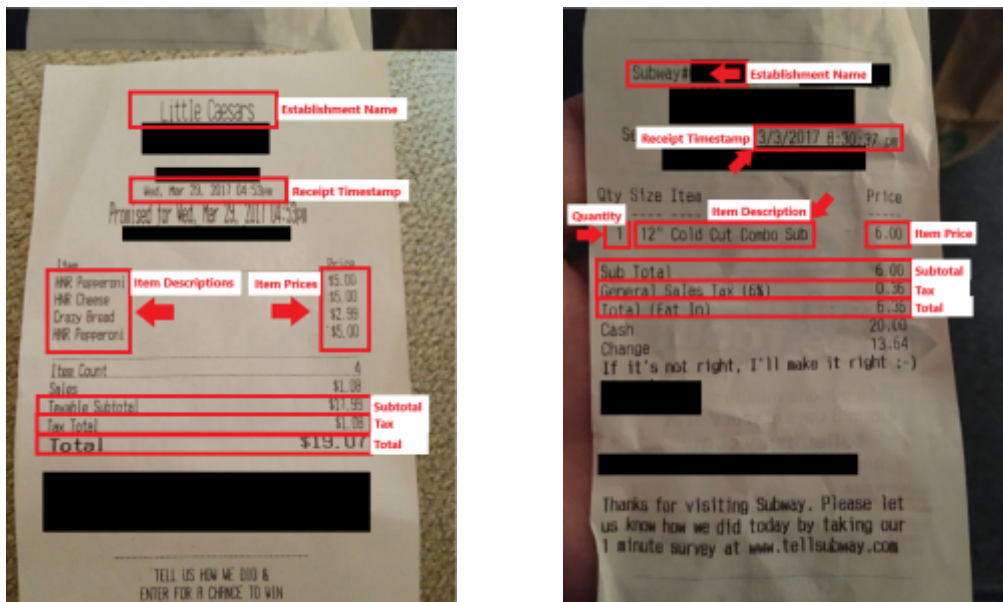 Little Caesars
Establishment Name
Wed, Mar 29, 2017 04:53pm
Receipt Timestamp
Promised for Wed, Mar 29, 2017 04:53pm
Item Price
HNR Pepperoni $5.00
HNR Cheese $5.00
Crazy Bread $2.99
HNR Pepperoni $5.00
Item Descriptions
Item Prices
Item Count 4
Sales $1.08
Taxable Subtotal $17.99 Subtotal
Tax Total $1.08 Tax
Total $19.07 Total
TELL US HOW WE DID &
ENTER FOR A CHANCE TO WIN
Subway#
Establishment Name
Receipt Timestamp
3/3/2017 6:30:37 pm
Qty Size Item Price
Quantity
Item Description
1 12" Cold Cut Combo Sub 6.00 Item Price
Sub Total 6.00 Subtotal
General Sales Tax (6%) 0.36 Tax
Total (Eat In) 6.36 Total
Cash 20.00
Change 13.64
If it's not right, I'll make it right :-)
Thanks for visiting Subway. Please let
us know how we did today by taking our
1 minute survey at www.tellsubway.com